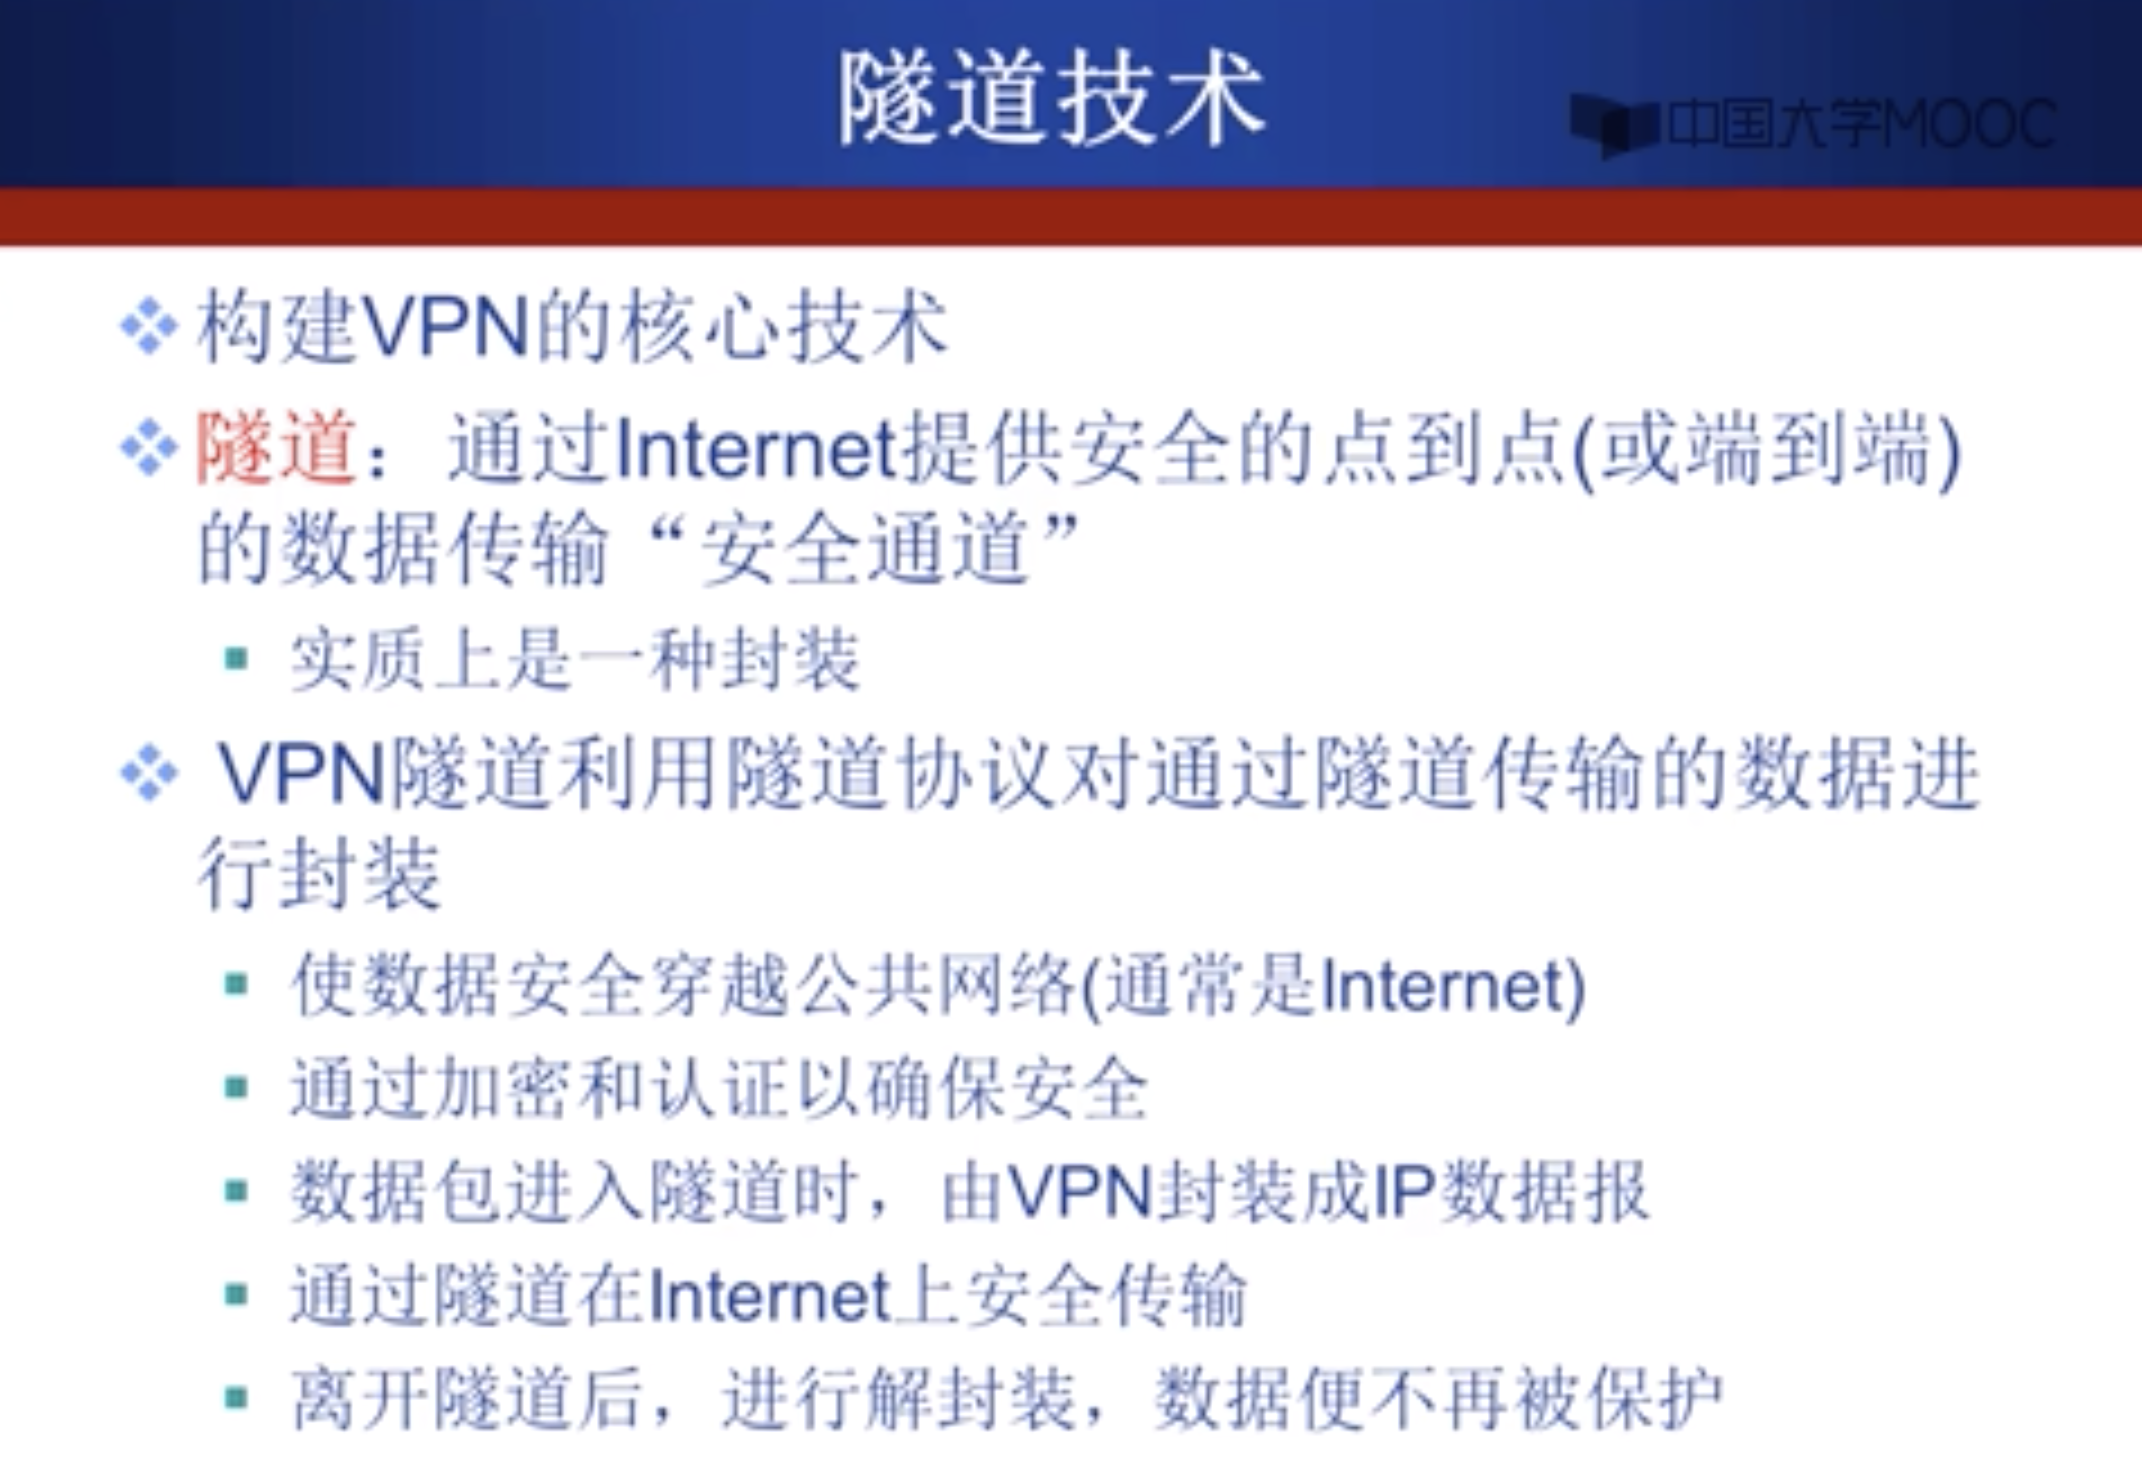 隧道技术
中国大学MOOC
构建VPN的核心技术
隧道：通过Internet提供安全的点到点(或端到端)
的数据传输“安全通道”
实质上是一种封装
VPN隧道利用隧道协议对通过隧道传输的数据进
行封装
使数据安全穿越公共网络(通常是Internet)
通过加密和认证以确保安全
数据包进入隧道时，由VPN封装成IP数据报
通过隧道在Internet上安全传输
离开隧道后，进行解封装，数据便不再被保护